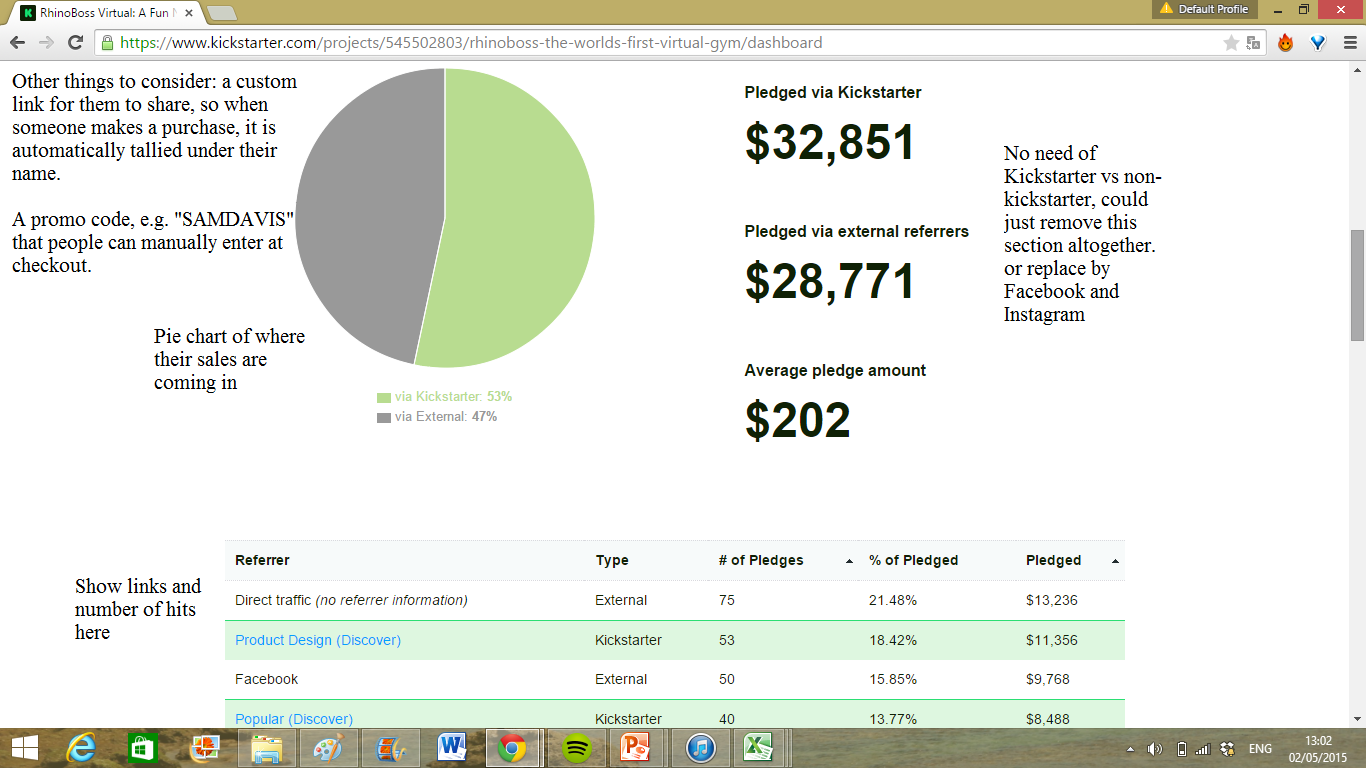 RhinoBoss Virtual: A Fun N
Default Profile
https://www.kickstarter.com/projects/545502803/rhinoboss-the-worlds-first-virtual-gym/dashboard
Other things to consider: a custom
link for them to share, so when
someone makes a purchase, it is
automatically tallied under their
name.
A promo code, e.g. "SAMDAVIS"
that people can manually enter at
checkout.
Pie chart of where
their sales are
coming in
via Kickstarter: 53%
via External: 47%
Pledged via Kickstarter
$32,851
Pledged via external referrers
$28,771
Average pledge amount
$202
No need of
Kickstarter vs non-
kickstarter, could
just remove this
section altogether.
or replace by
Facebook and
Instagram
Show links and
number of hits
here
Referrer Type # of Pledges % of Pledged Pledged
Direct traffic (no referrer information) External 75 21.48% $13,236
Product Design (Discover) Kickstarter 53 18.42% $11,356
Facebook External 50 15.85% $9,768
Popular (Discover) Kickstarter 40 13.77% $8,488
ENG
13:02
02/05/2015